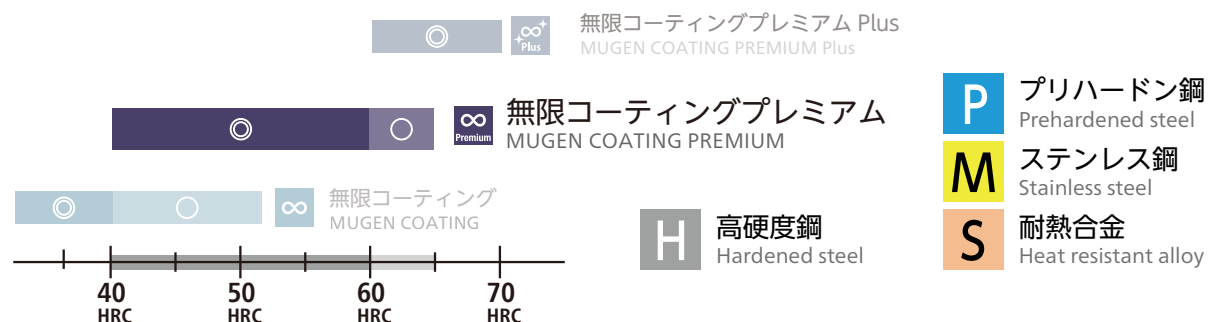 ◎
∞ Plus
無限コーティングプレミアム Plus
MUGEN COATING PREMIUM Plus
◎ ○
∞ Premium
無限コーティングプレミアム
MUGEN COATING PREMIUM
◎ ○
∞
無限コーティング
MUGEN COATING
40 50 60 70
HRC HRC HRC HRC
H
高硬度鋼
Hardened steel
P
プリハードン鋼
Prehardened steel
M
ステンレス鋼
Stainless steel
S
耐熱合金
Heat resistant alloy